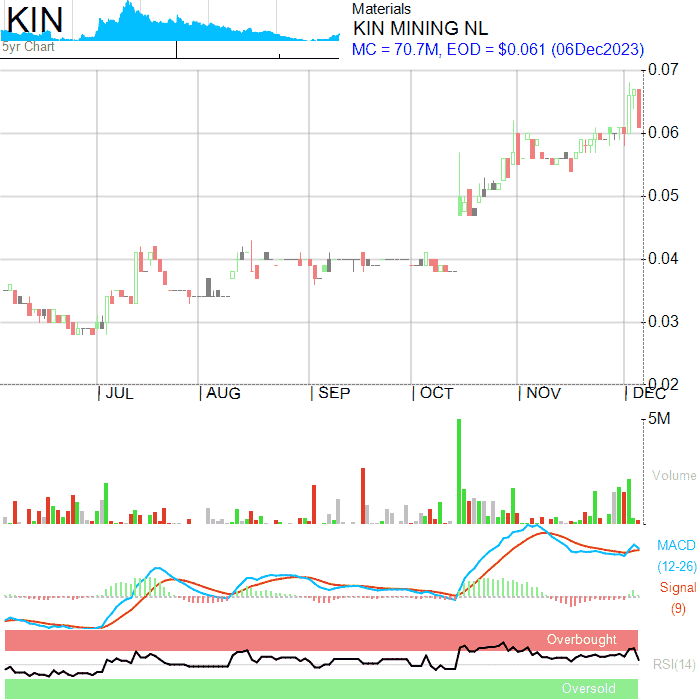 KIN
5yr Chart
Materials
KIN MINING NL
MC = 70.7M, EOD = $0.061 (06Dec2023)
0.07
0.06
0.05
0.04
0.03
0.02
JUL AUG SEP OCT NOV DEC
5M
Volume
MACD
(12-26)
Signal
(9)
Overbought
RSI(14)
Oversold